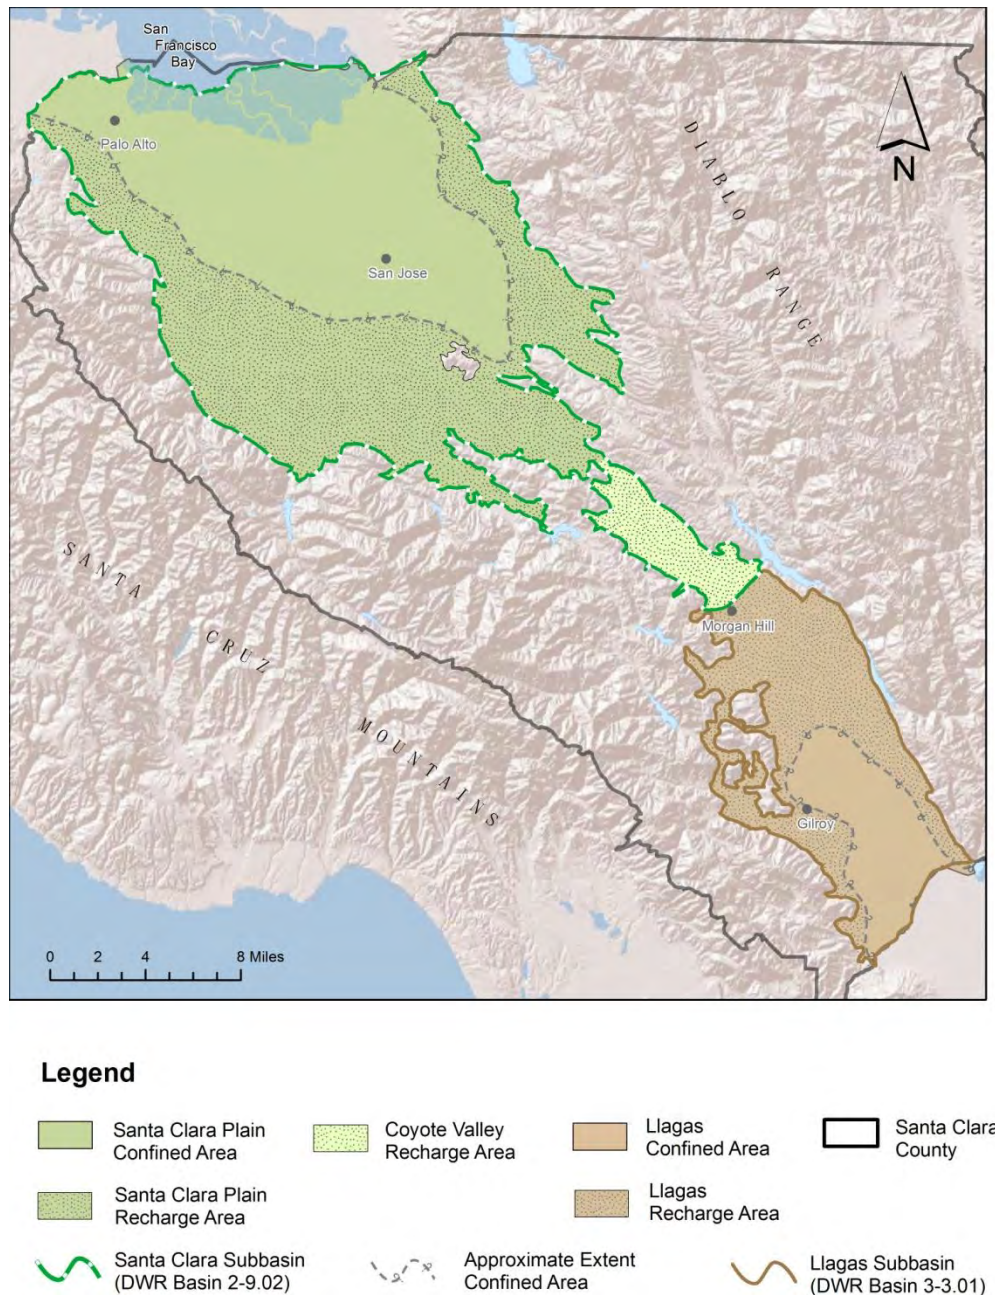 San
Francisco
Bay
Palo Alto
San Jose
DIABLO
RANGE
N
SANTA
CRUZ
MOUNTAINS
Morgan Hill
Gilroy
0 2 4 8 Miles
Legend
Santa Clara Plain
Confined Area
Coyote Valley
Recharge Area
Llagas
Confined Area
Santa Clara
County
Santa Clara Plain
Recharge Area
Llagas
Recharge Area
Santa Clara Subbasin
(DWR Basin 2-9.02)
Approximate Extent
Confined Area
Llagas Subbasin
(DWR Basin 3-3.01)